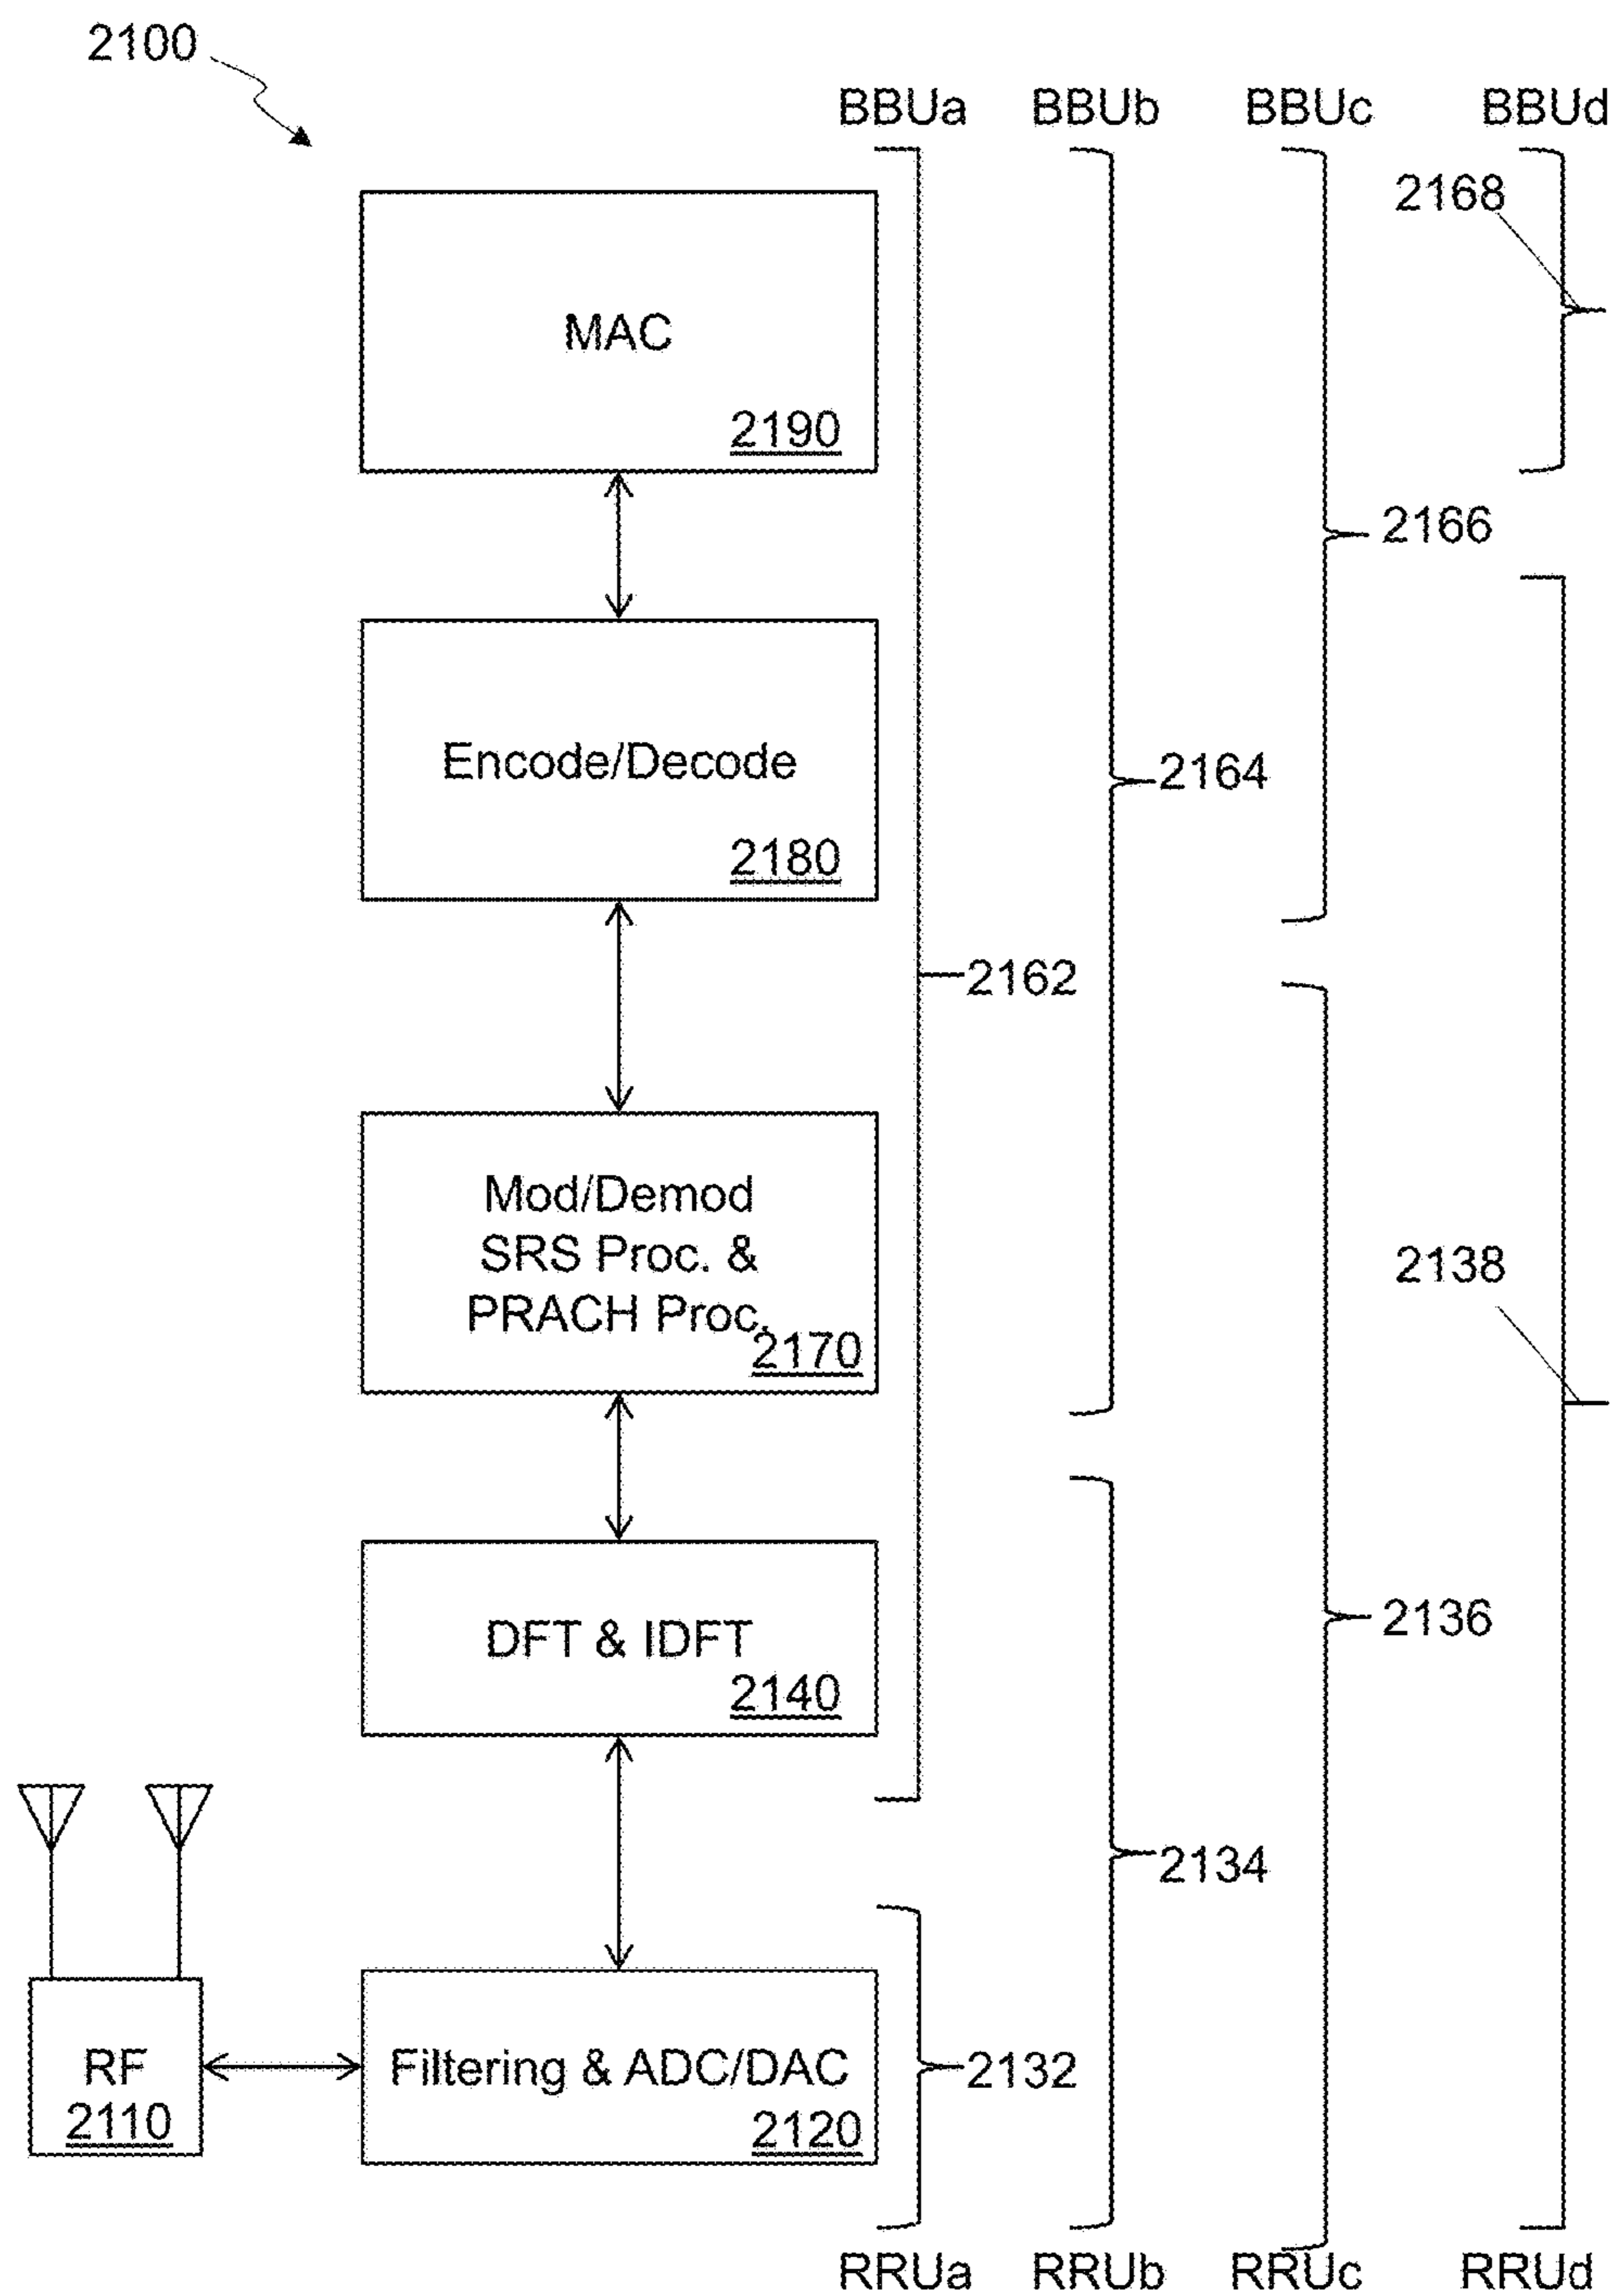 2100
BBUa BBUb BBUc BBUd
2168
MAC
2190
2166
Encode/Decode
2180
2164
2162
Mod/Demod
SRS Proc. &
PRACH Proc.
2170
2138
DFT & IDFT
2140
2136
2134
RF
2110
Filtering & ADC/DAC
2120
2132
RRUa RRUb RRUc RRUd